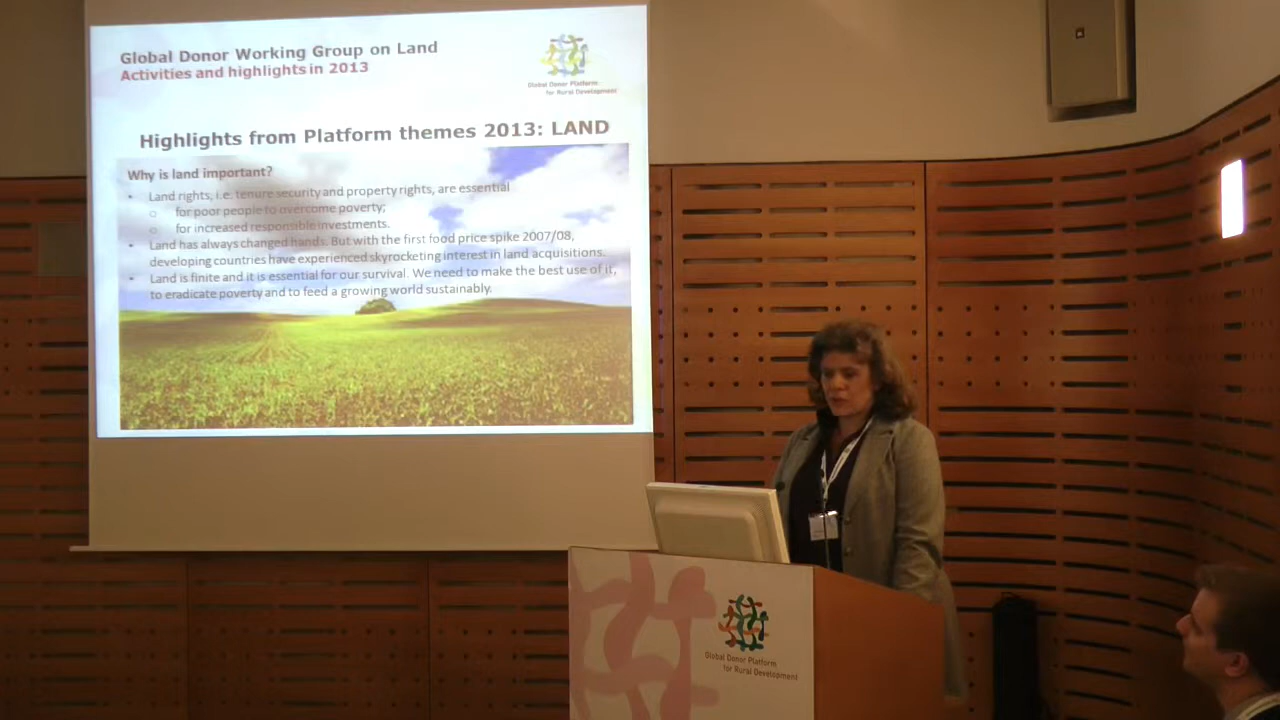 Global Donor Working Group on Land
Activities and highlights in 2013
Global Donor Platform
for Rural Development
Highlights from Platform themes 2013: LAND
Why is land important?
• Land rights, i.e. tenure security and property rights, are essential
o for poor people to overcome poverty;
o for increased responsible investments.
• Land has always changed hands. But with the first food price spike 2007/08,
developing countries have experienced skyrocketing interest in land acquisitions.
• Land is finite and it is essential for our survival. We need to make the best use of it,
to eradicate poverty and to feed a growing world sustainably.
Global Donor Platform
for Rural Development